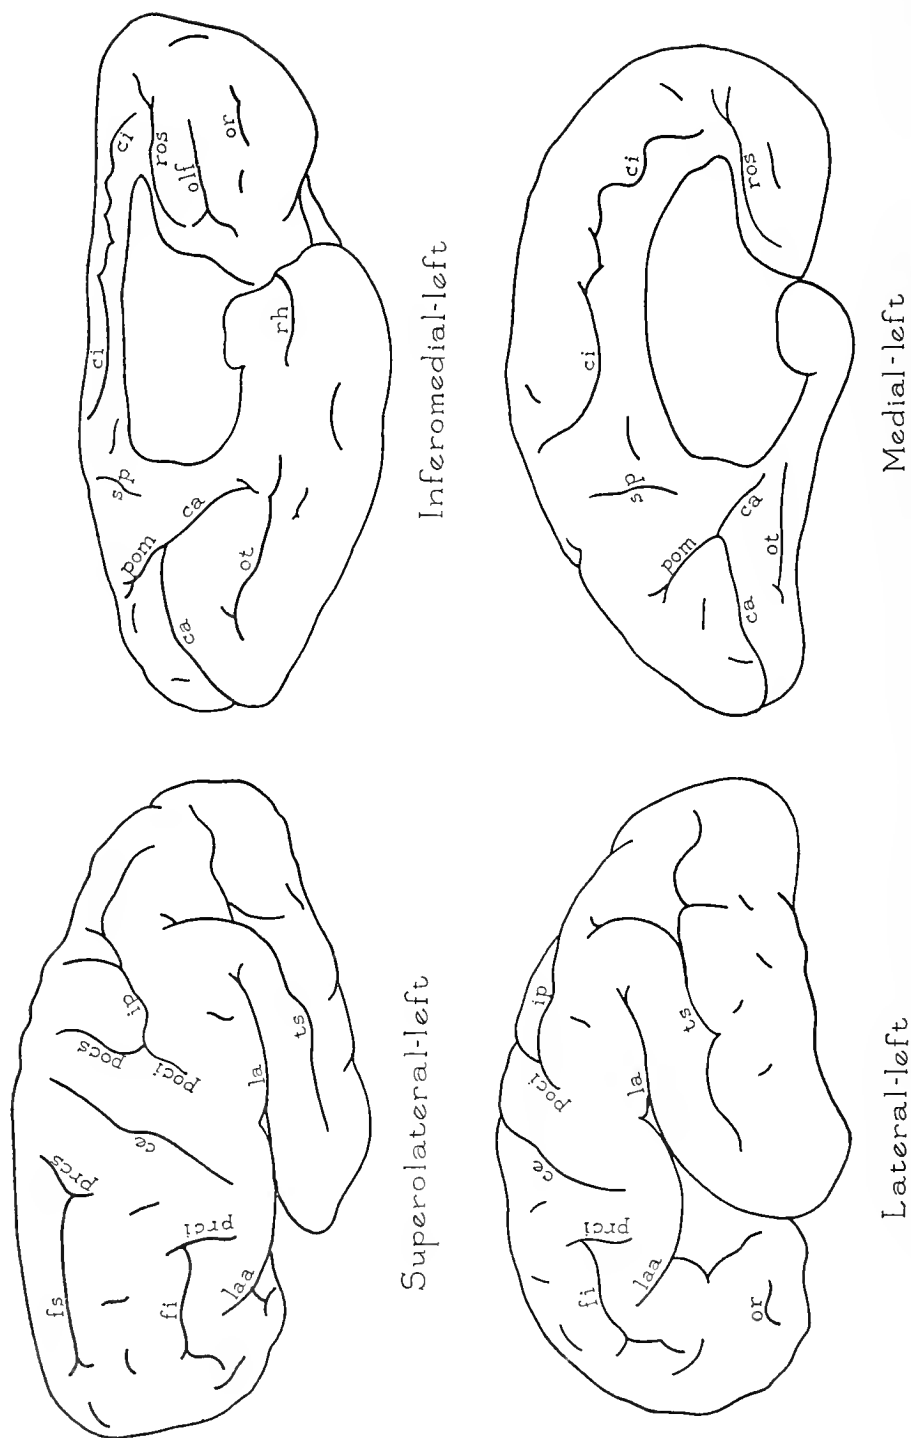 fs
prcs
ce
pocs
poci
ip
fi
prci
laa
la
ts
Superolateral-left
ci
ci
sp
pom
ca
ca
ros
olf
or
rh
ot
Inferomedial-left
fi
prci
ce
poci
ip
laa
la
ts
or
Lateral-left
ci
ci
sp
pom
ca
ca
ot
ros
Medial-left